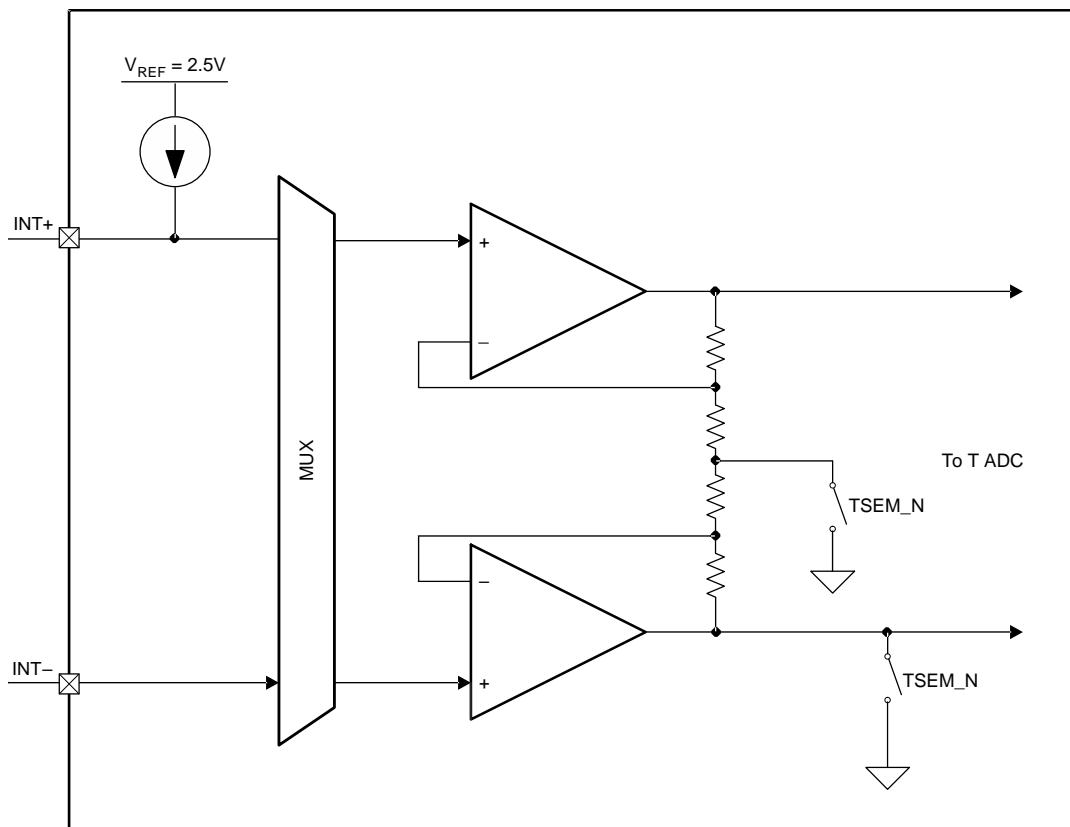 V_REF = 2.5V
INT+
+
–
MUX
To T ADC
TSEM_N
–
+
INT–
TSEM_N